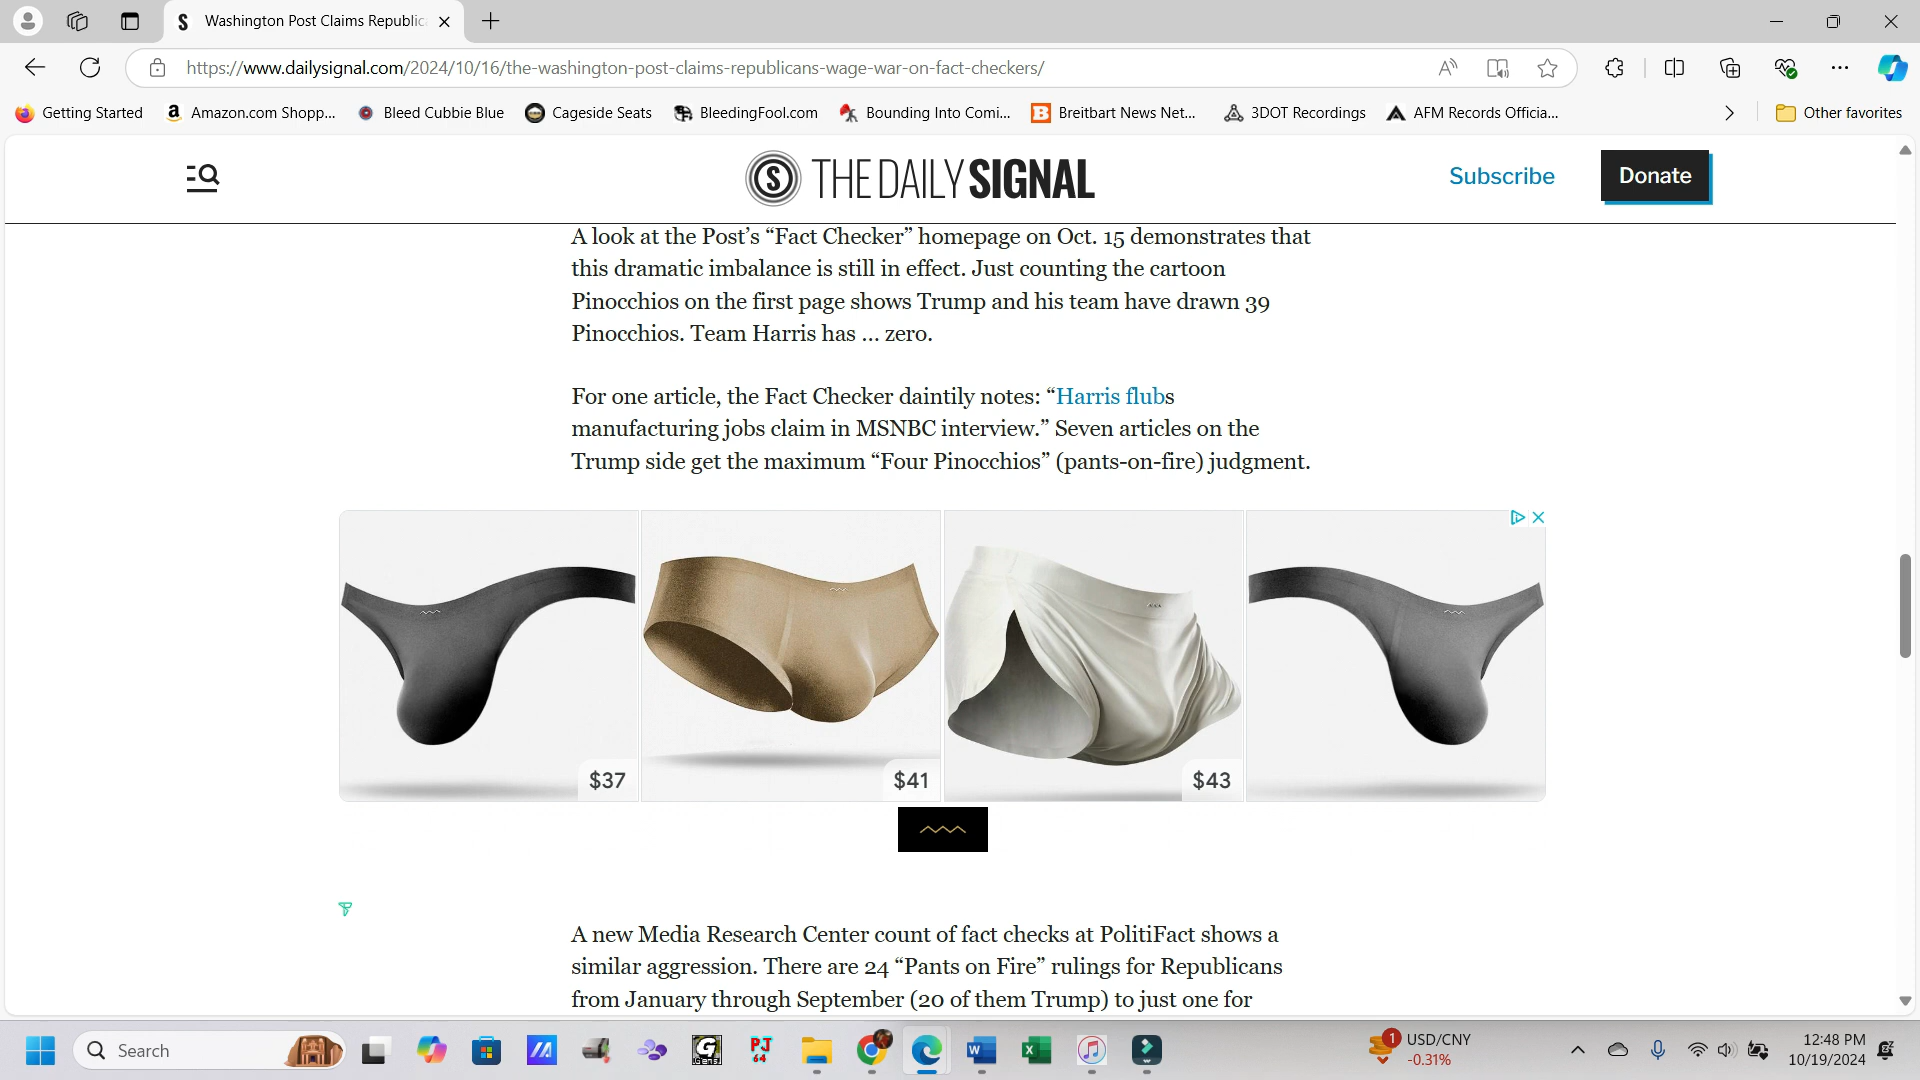 Washington Post Claims Republic
https://www.dailysignal.com/2024/10/16/the-washington-post-claims-republicans-wage-war-on-fact-checkers/
Getting Started
Amazon.com Shopp...
Bleed Cubbie Blue
Cageside Seats
BleedingFool.com
Bounding Into Comi...
Breitbart News Net...
3DOT Recordings
AFM Records Officia...
Other favorites
THE DAILY SIGNAL
Subscribe
Donate
A look at the Post’s “Fact Checker” homepage on Oct. 15 demonstrates that
this dramatic imbalance is still in effect. Just counting the cartoon
Pinocchios on the first page shows Trump and his team have drawn 39
Pinocchios. Team Harris has … zero.
For one article, the Fact Checker daintily notes: “Harris flubs
manufacturing jobs claim in MSNBC interview.” Seven articles on the
Trump side get the maximum “Four Pinocchios” (pants-on-fire) judgment.
$37
$41
$43
A new Media Research Center count of fact checks at PolitiFact shows a
similar aggression. There are 24 “Pants on Fire” rulings for Republicans
from January through September (20 of them Trump) to just one for
Search
PJ
64
1
USD/CNY
-0.31%
12:48 PM
10/19/2024